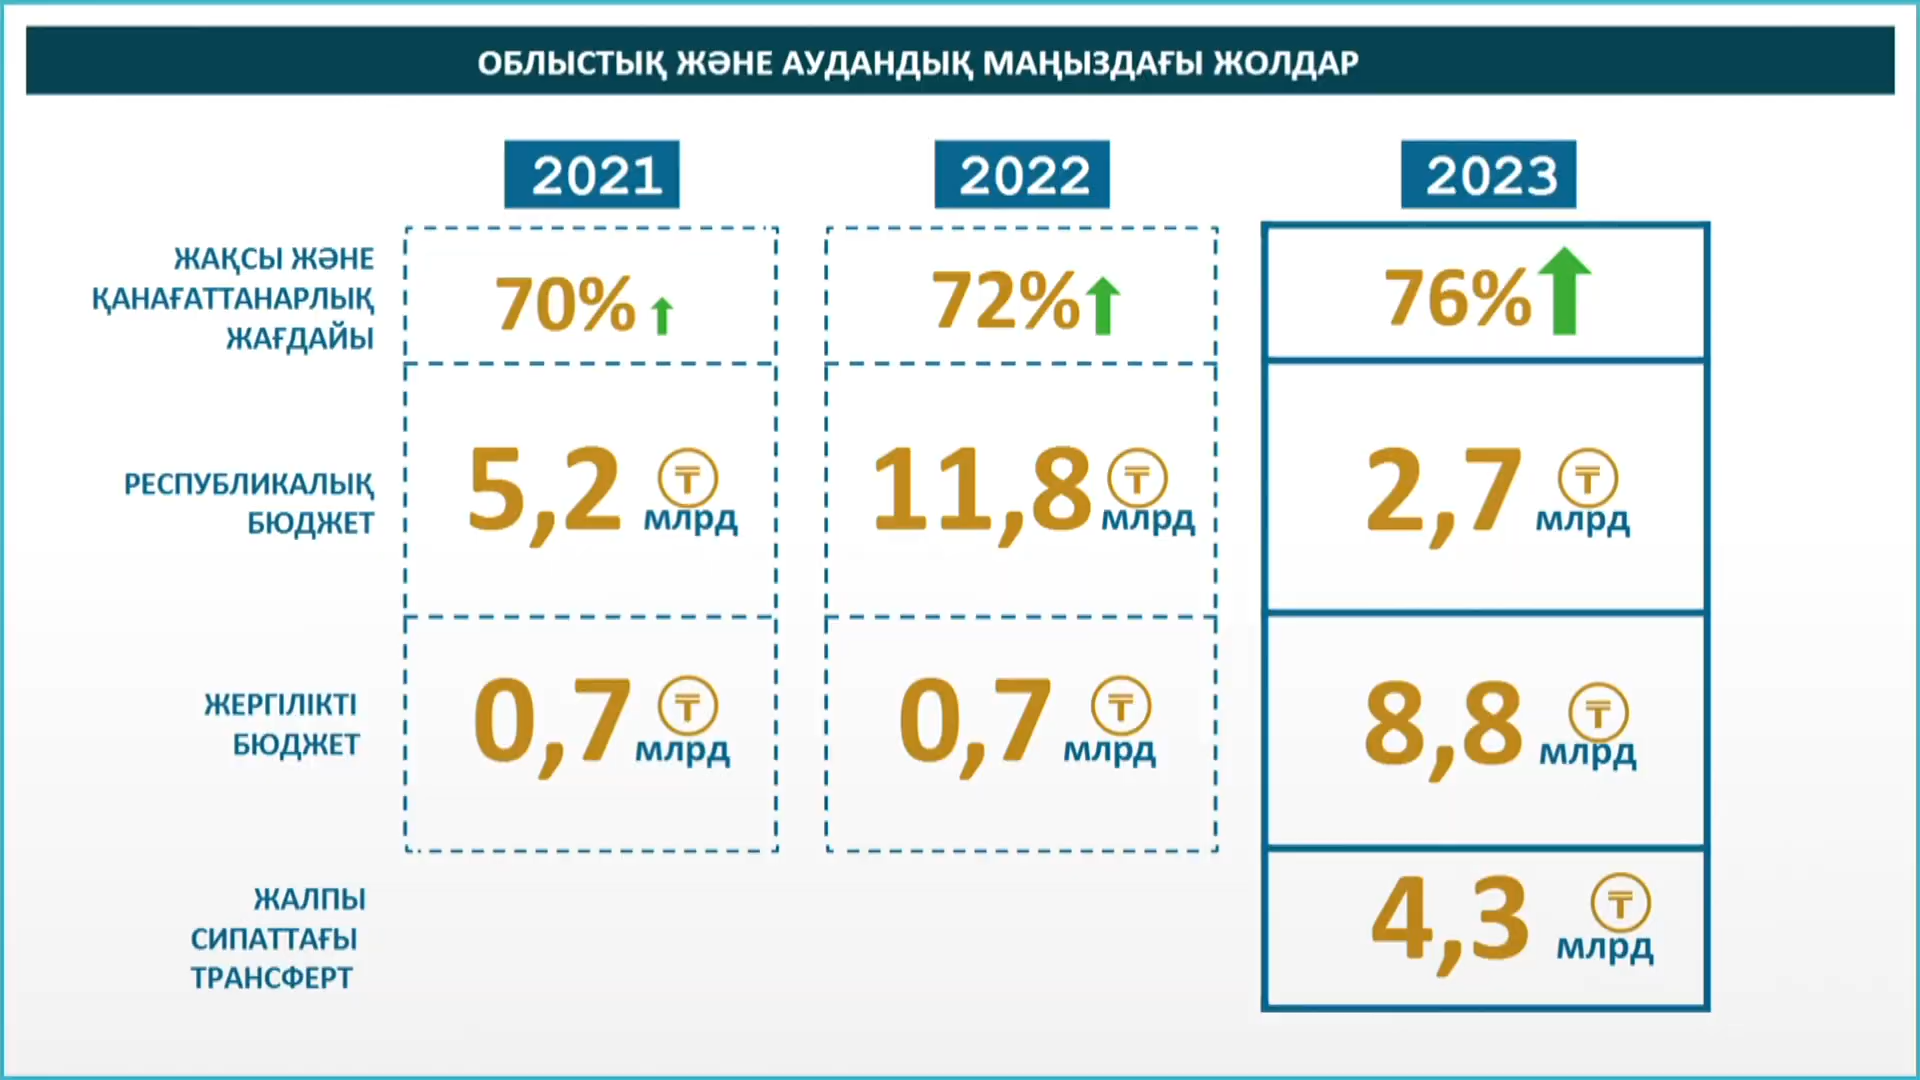 ОБЛЫСТЫҚ ЖӘНЕ АУДАНДЫҚ МАҢЫЗДАҒЫ ЖОЛДАР
2021
2022
2023
ЖАҚСЫ ЖӘНЕ
ҚАНАҒАТТАНАРЛЫҚ
ЖАҒДАЙЫ
70%
72%
76%
РЕСПУБЛИКАЛЫҚ
БЮДЖЕТ
5,2 ₸ млрд
11,8 ₸ млрд
2,7 ₸ млрд
ЖЕРГІЛІКТІ
БЮДЖЕТ
0,7 ₸ млрд
0,7 ₸ млрд
8,8 ₸ млрд
ЖАЛПЫ
СИПАТТАҒЫ
ТРАНСФЕРТ
4,3 ₸ млрд